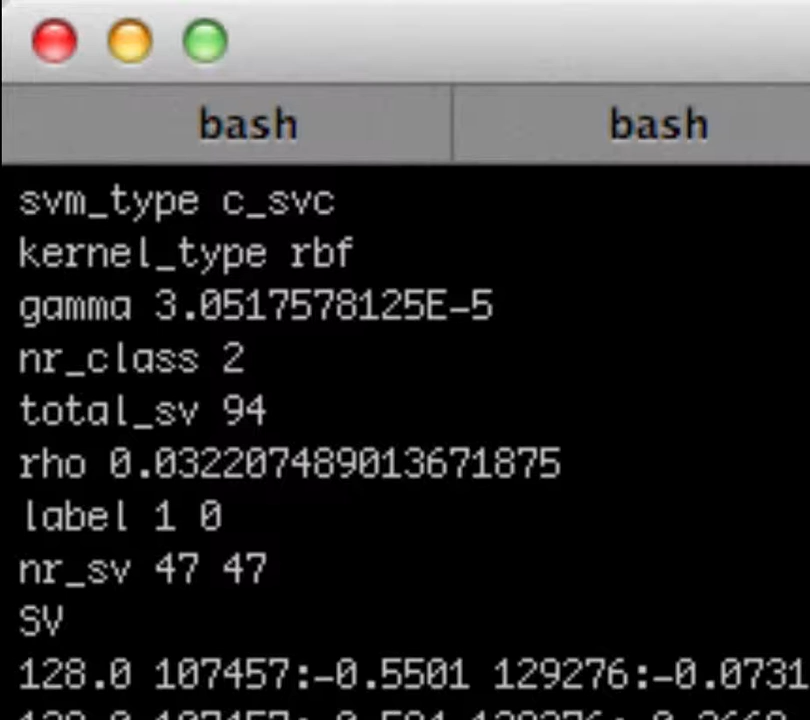 bash bash
svm_type c_svc
kernel_type rbf
gamma 3.0517578125E-5
nr_class 2
total_sv 94
rho 0.032207489013671875
label 1 0
nr_sv 47 47
SV
128.0 107457:-0.5501 129276:-0.0731